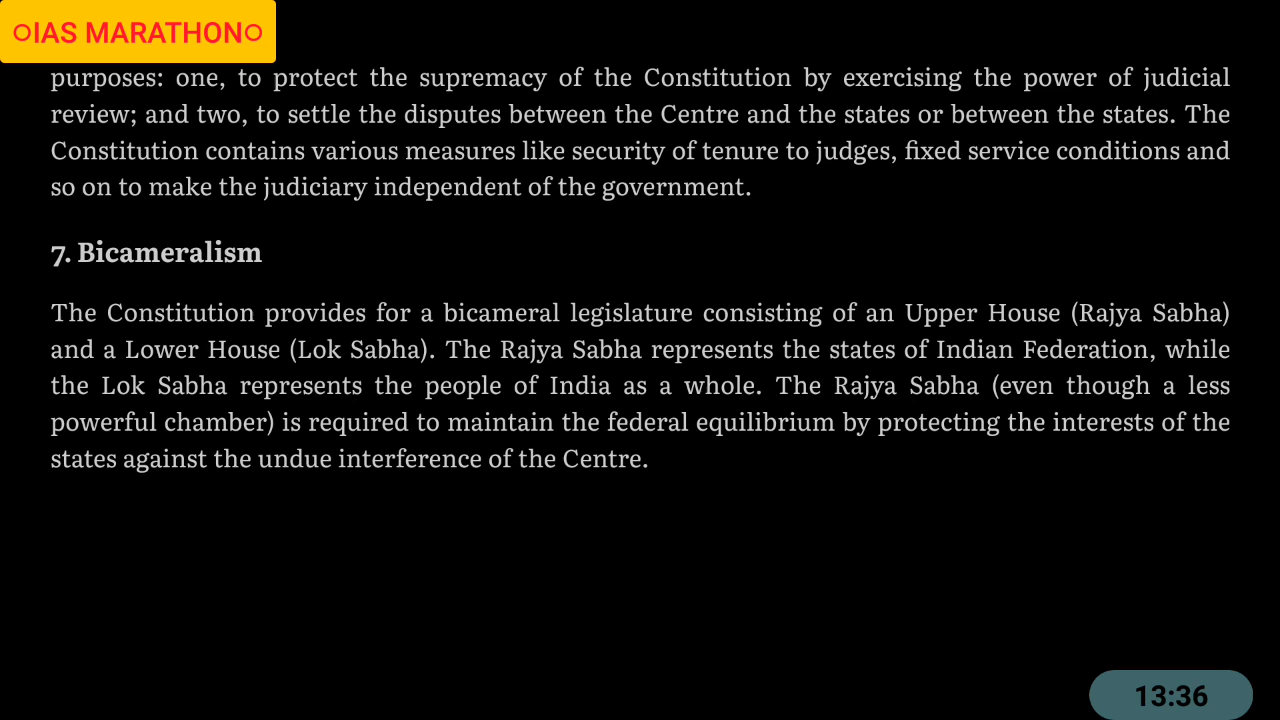 ○IAS MARATHON○
purposes: one, to protect the supremacy of the Constitution by exercising the power of judicial
review; and two, to settle the disputes between the Centre and the states or between the states. The
Constitution contains various measures like security of tenure to judges, fixed service conditions and
so on to make the judiciary independent of the government.
7. Bicameralism
The Constitution provides for a bicameral legislature consisting of an Upper House (Rajya Sabha)
and a Lower House (Lok Sabha). The Rajya Sabha represents the states of Indian Federation, while
the Lok Sabha represents the people of India as a whole. The Rajya Sabha (even though a less
powerful chamber) is required to maintain the federal equilibrium by protecting the interests of the
states against the undue interference of the Centre.
13:36